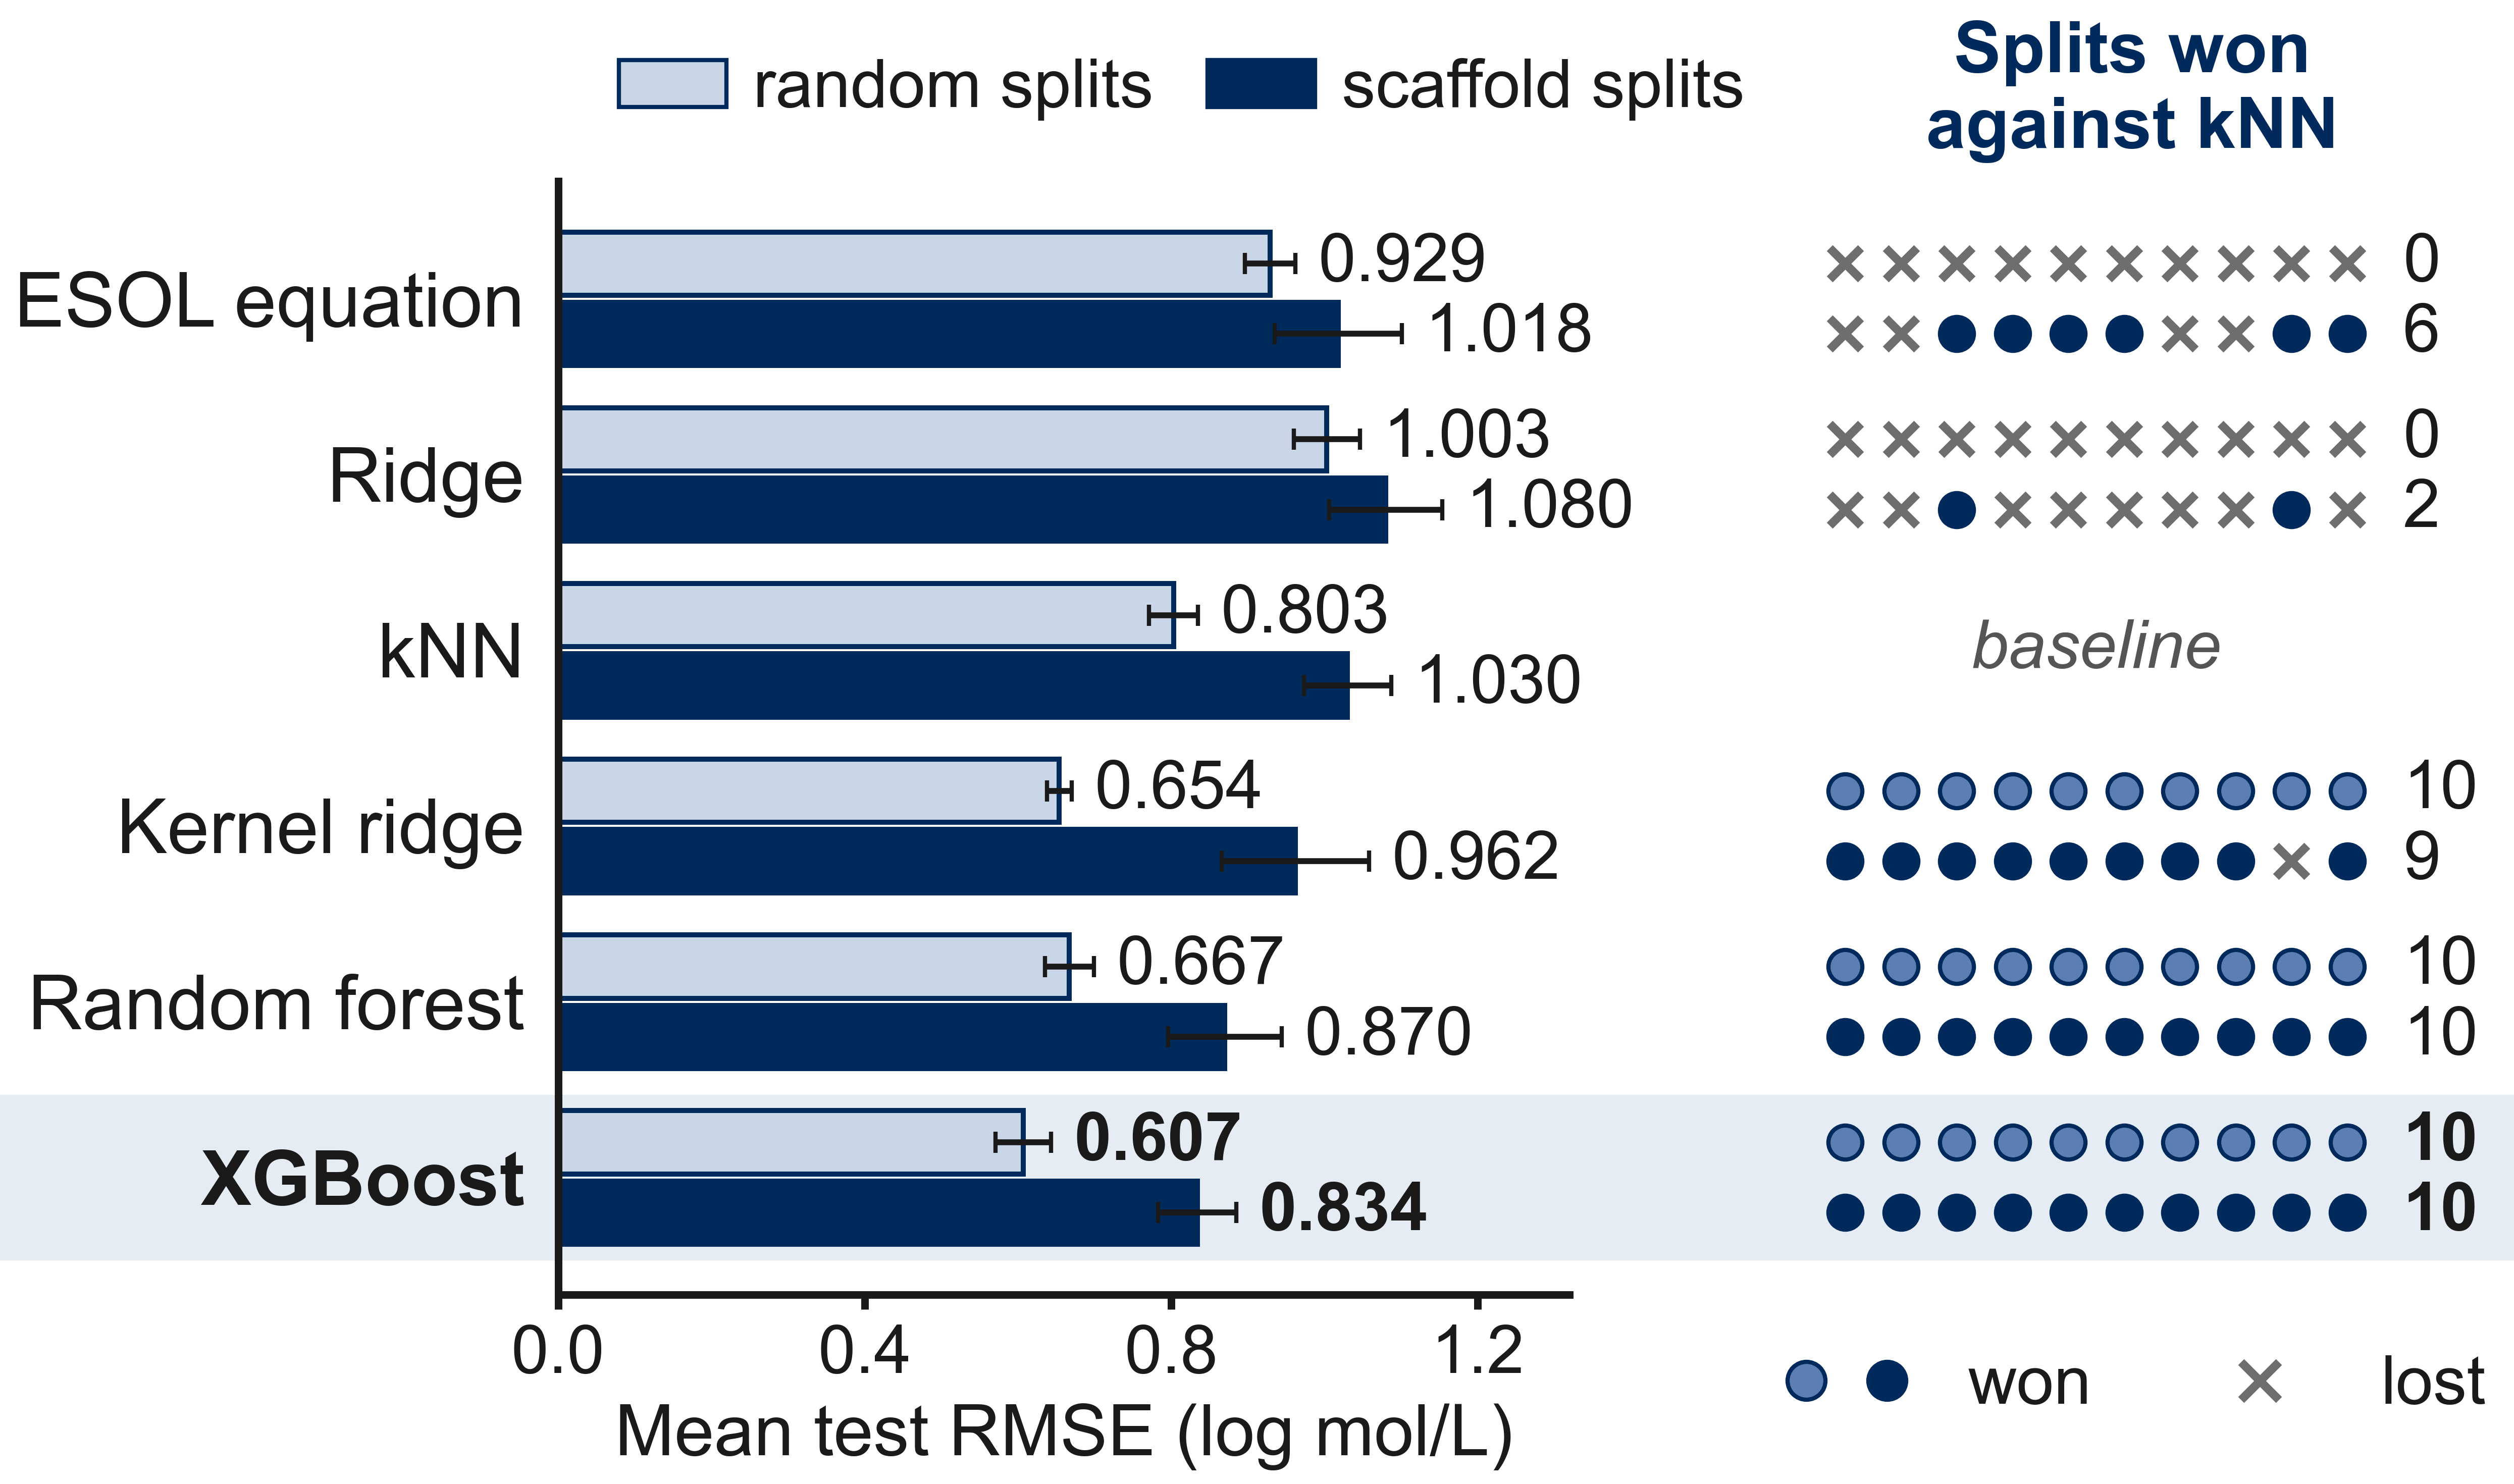 random splits
scaffold splits
Splits won
against kNN
ESOL equation
0.929
0
1.018
6
Ridge
1.003
0
1.080
2
kNN
0.803
1.030
baseline
Kernel ridge
0.654
10
0.962
9
Random forest
0.667
10
0.870
10
XGBoost
0.607
10
0.834
10
0.0
0.4
0.8
1.2
Mean test RMSE (log mol/L)
won
lost